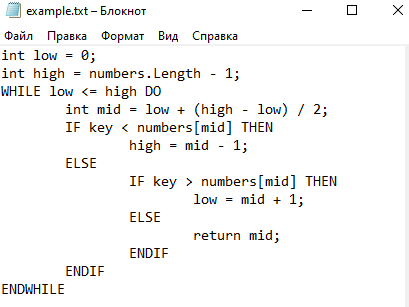 example.txt – Блокнот
Файл Правка Формат Вид Справка
int low = 0;
int high = numbers.Length - 1;
WHILE low <= high DO
        int mid = low + (high - low) / 2;
        IF key < numbers[mid] THEN
                high = mid - 1;
        ELSE
                IF key > numbers[mid] THEN
                        low = mid + 1;
                ELSE
                        return mid;
                ENDIF
        ENDIF
ENDWHILE